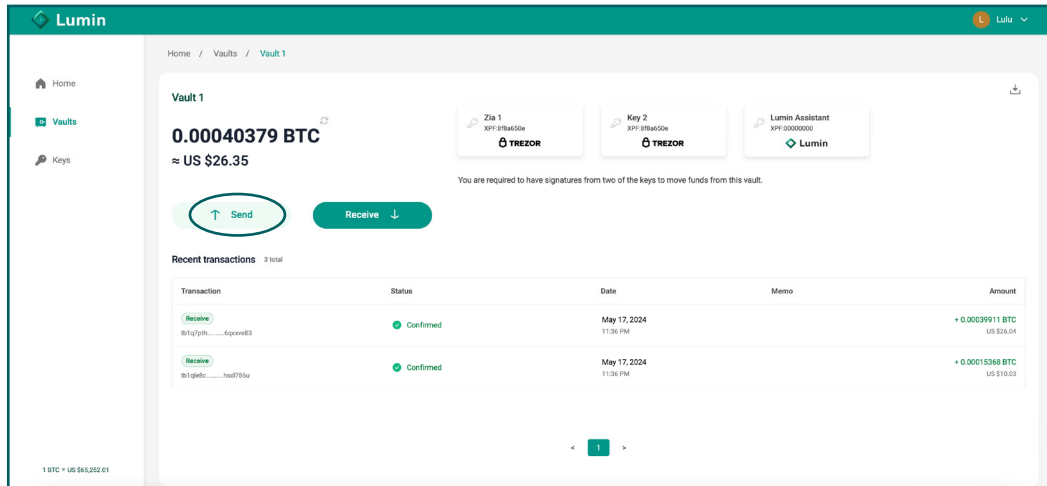 Lumin
L Lulu
Home / Vaults / Vault 1
Home
Vaults
Keys
Vault 1
0.00040379 BTC
≈ US $26.35
Zia 1
XPF:8f8a650e
TREZOR
Key 2
XPF:8f8a650e
TREZOR
Lumin Assistant
XPF:00000000
Lumin
You are required to have signatures from two of the keys to move funds from this vault.
↑ Send
Receive ↓
Recent transactions 3 total
Transaction Status Date Memo Amount
Receive
tb1q7pth.........6qxxve83
Confirmed
May 17, 2024
11:36 PM
+ 0.00039911 BTC
US $26.04
Receive
tb1qle8c.........hsxl786u
Confirmed
May 17, 2024
11:36 PM
+ 0.00015368 BTC
US $10.03
< 1 >
1 BTC = US $65,252.01